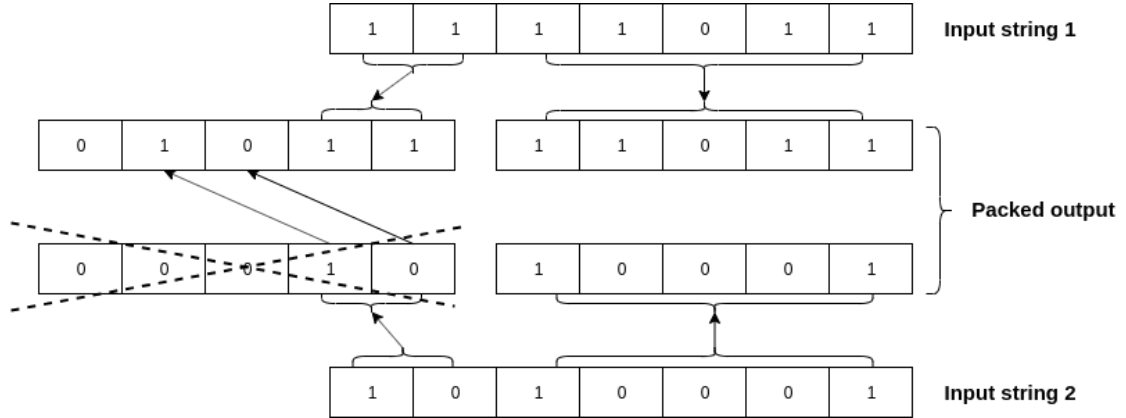 1 1 1 1 0 1 1 Input string 1
0 1 0 1 1 1 1 0 1 1
Packed output
0 0 0 1 0 1 0 0 0 1
1 0 1 0 0 0 1 Input string 2